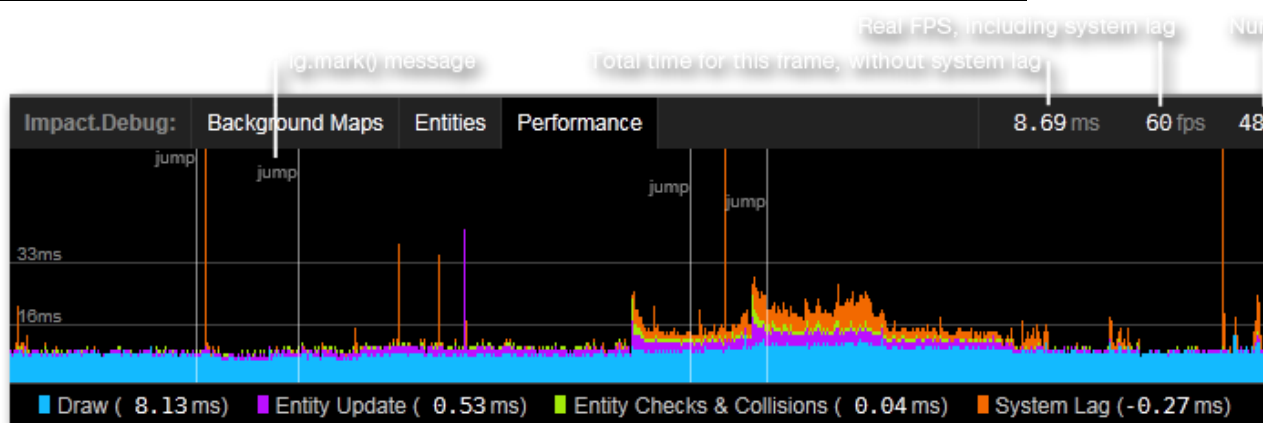 Real FPS, including system lag
ig.mark() message Total time for this frame, without system lag
Impact.Debug: Background Maps Entities Performance 8.69 ms 60 fps 48
jump
jump
jump
jump
33ms
16ms
Draw ( 8.13 ms) Entity Update ( 0.53 ms) Entity Checks & Collisions ( 0.04 ms) System Lag (-0.27 ms)